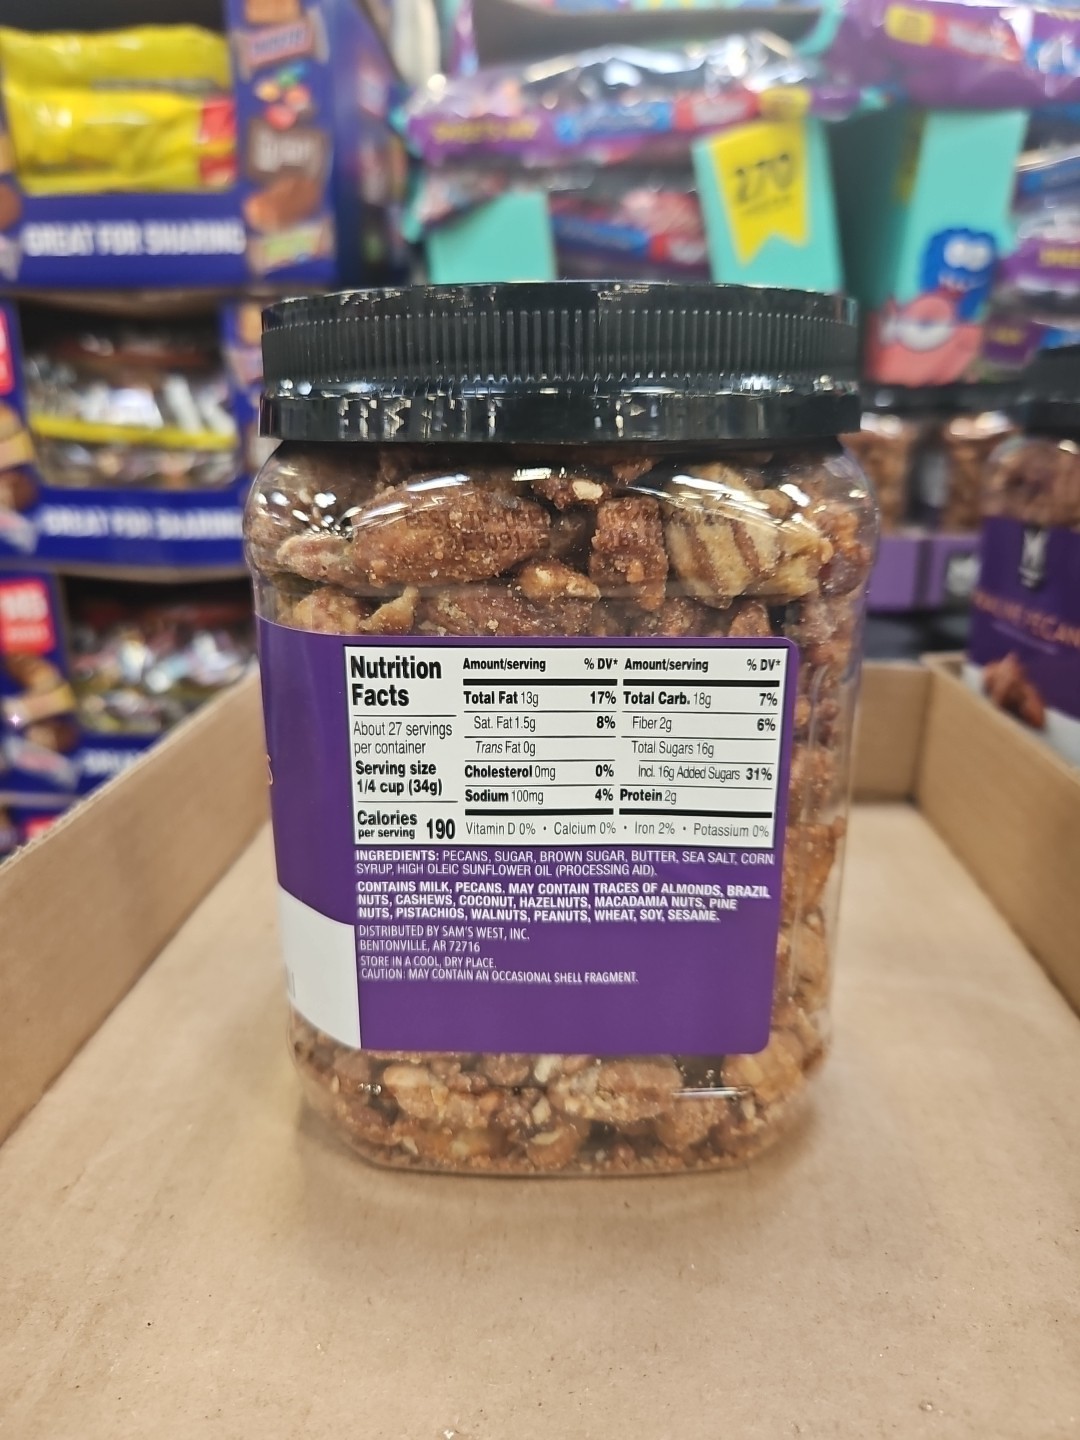 GREAT FOR SHARING
270
GREAT FOR SHARING
Nutrition
Facts
About 27 servings
per container
Serving size
1/4 cup (34g)
Calories
per serving 190
Amount/serving % DV* Amount/serving % DV*
Total Fat 13g 17% Total Carb. 18g 7%
Sat. Fat 1.5g 8% Fiber 2g 6%
Trans Fat 0g Total Sugars 16g
Cholesterol 0mg 0% Incl. 16g Added Sugars 31%
Sodium 100mg 4% Protein 2g
Vitamin D 0% • Calcium 0% • Iron 2% • Potassium 0%
INGREDIENTS: PECANS, SUGAR, BROWN SUGAR, BUTTER, SEA SALT, CORN
SYRUP, HIGH OLEIC SUNFLOWER OIL (PROCESSING AID).
CONTAINS MILK, PECANS. MAY CONTAIN TRACES OF ALMONDS, BRAZIL
NUTS, CASHEWS, COCONUT, HAZELNUTS, MACADAMIA NUTS, PINE
NUTS, PISTACHIOS, WALNUTS, PEANUTS, WHEAT, SOY, SESAME.
DISTRIBUTED BY SAM'S WEST, INC.
BENTONVILLE, AR 72716
STORE IN A COOL, DRY PLACE.
CAUTION: MAY CONTAIN AN OCCASIONAL SHELL FRAGMENT.